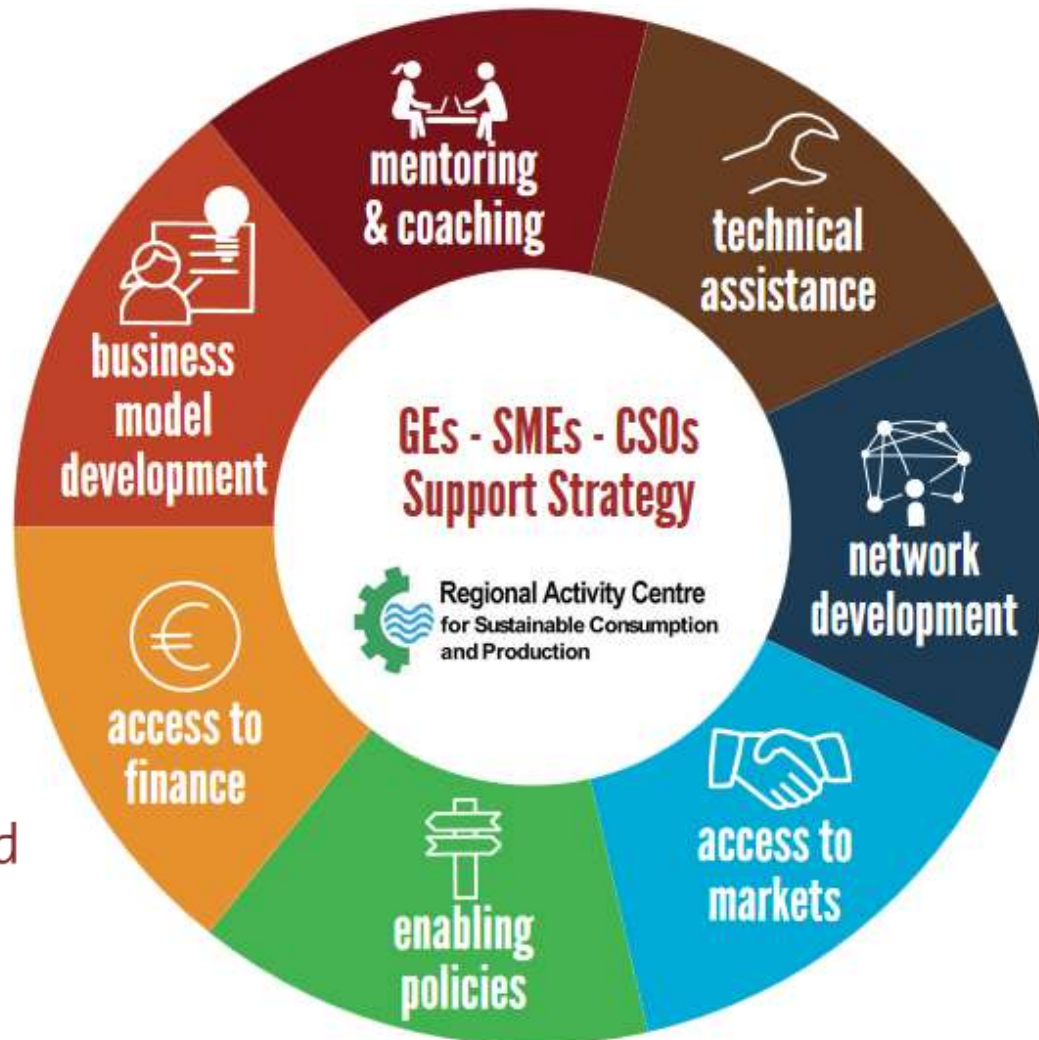 mentoring
& coaching
technical
assistance
network
development
access to
markets
enabling
policies
access to
finance
business
model
development
GEs - SMEs - CSOs
Support Strategy
Regional Activity Centre
for Sustainable Consumption
and Production
d